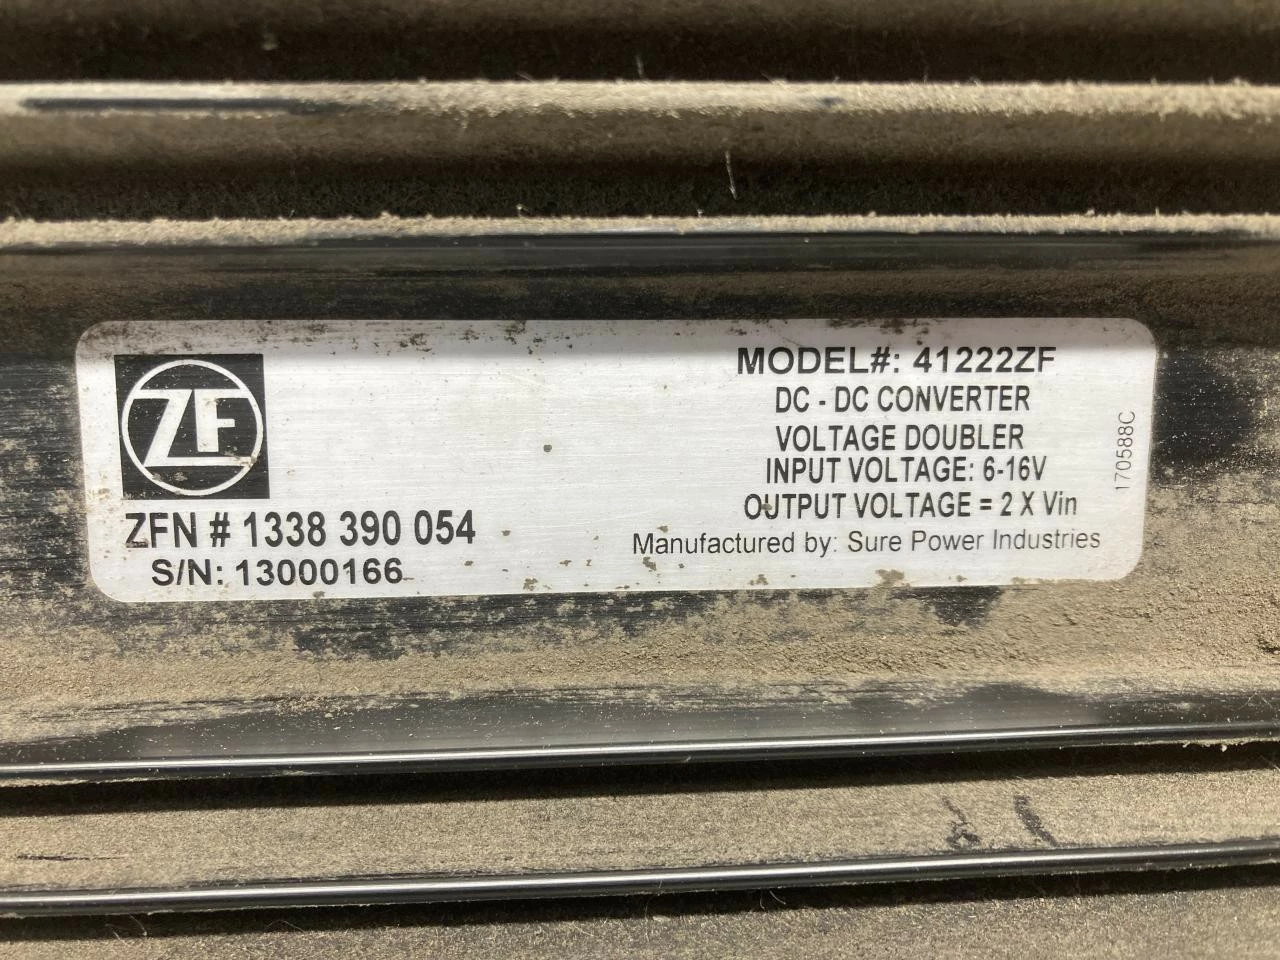 ZF
ZFN # 1338 390 054
S/N: 13000166
MODEL#: 41222ZF
DC - DC CONVERTER
VOLTAGE DOUBLER
INPUT VOLTAGE: 6-16V
OUTPUT VOLTAGE = 2 X Vin
Manufactured by: Sure Power Industries
170588C